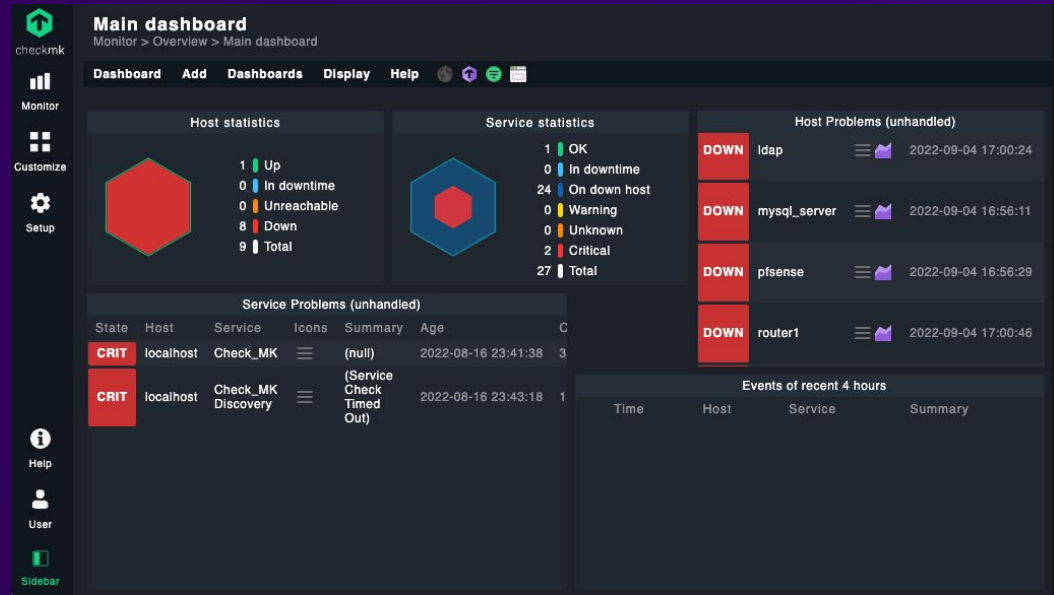 checkmk
Monitor
Customize
Setup
Help
User
Sidebar
Main dashboard
Monitor > Overview > Main dashboard
Dashboard Add Dashboards Display Help
Host statistics
1 Up
0 In downtime
0 Unreachable
8 Down
9 Total
Service statistics
1 OK
0 In downtime
24 On down host
0 Warning
0 Unknown
2 Critical
27 Total
Host Problems (unhandled)
DOWN ldap 2022-09-04 17:00:24
DOWN mysql_server 2022-09-04 16:56:11
DOWN pfsense 2022-09-04 16:56:29
DOWN router1 2022-09-04 17:00:46
Service Problems (unhandled)
State Host Service Icons Summary Age C
CRIT localhost Check_MK (null) 2022-08-16 23:41:38 3
CRIT localhost Check_MK Discovery (Service Check Timed Out) 2022-08-16 23:43:18 1
Events of recent 4 hours
Time Host Service Summary